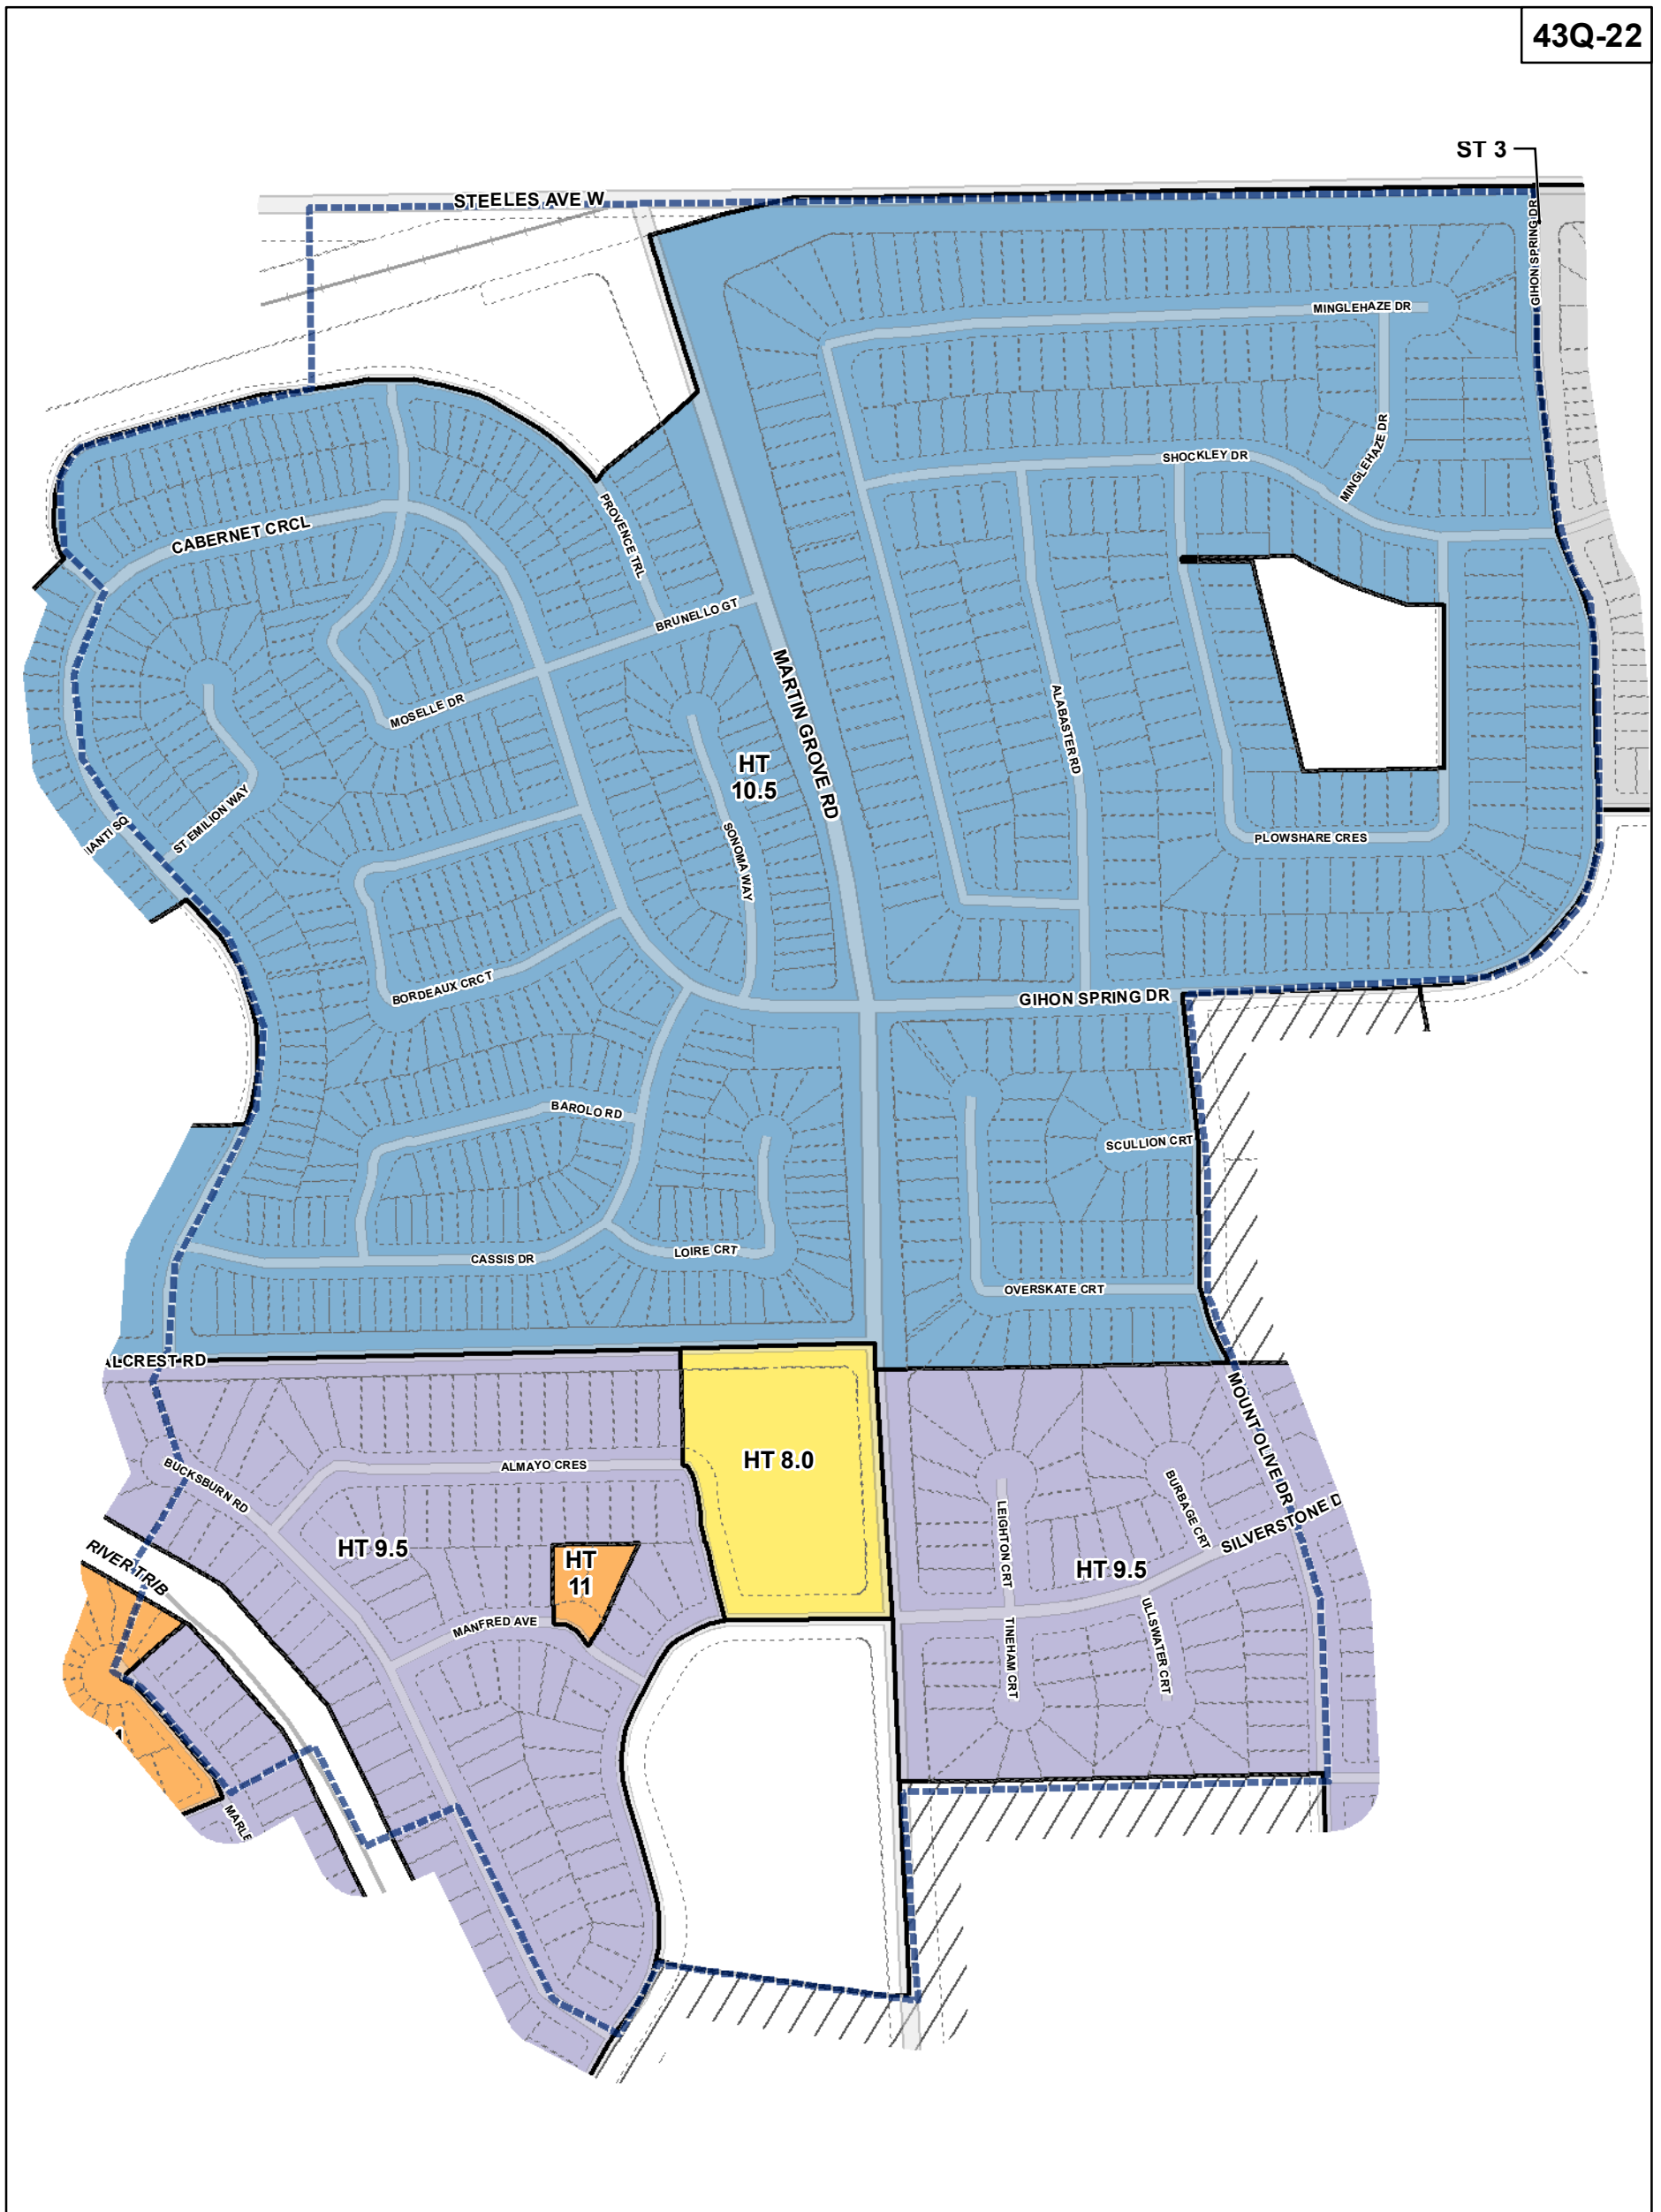 43Q-22
ST 3
STEELES AVE W
GIHON SPRING DR
MINGLEHAZE DR
MINGLEHAZE DR
SHOCKLEY DR
PROVENCE TRL
CABERNET CRCL
BRUNELLO GT
MARTIN GROVE RD
MOSELLE DR
ALABASTER RD
HT
10.5
ST EMILION WAY
IANTI SQ
SONOMA WAY
PLOWSHARE CRES
BORDEAUX CRCT
GIHON SPRING DR
BAROLO RD
SCULLION CRT
LOIRE CRT
CASSIS DR
OVERSKATE CRT
ALCREST RD
MOUNT OLIVE DR
HT 8.0
ALMAYO CRES
BUCKSBURN RD
BURBAGE CRT
LEIGHTON CRT
SILVERSTONE D
HT 9.5
RIVER TRIB
HT
11
HT 9.5
MANFRED AVE
TINEHAM CRT
ULLSWATER CRT
MARLE